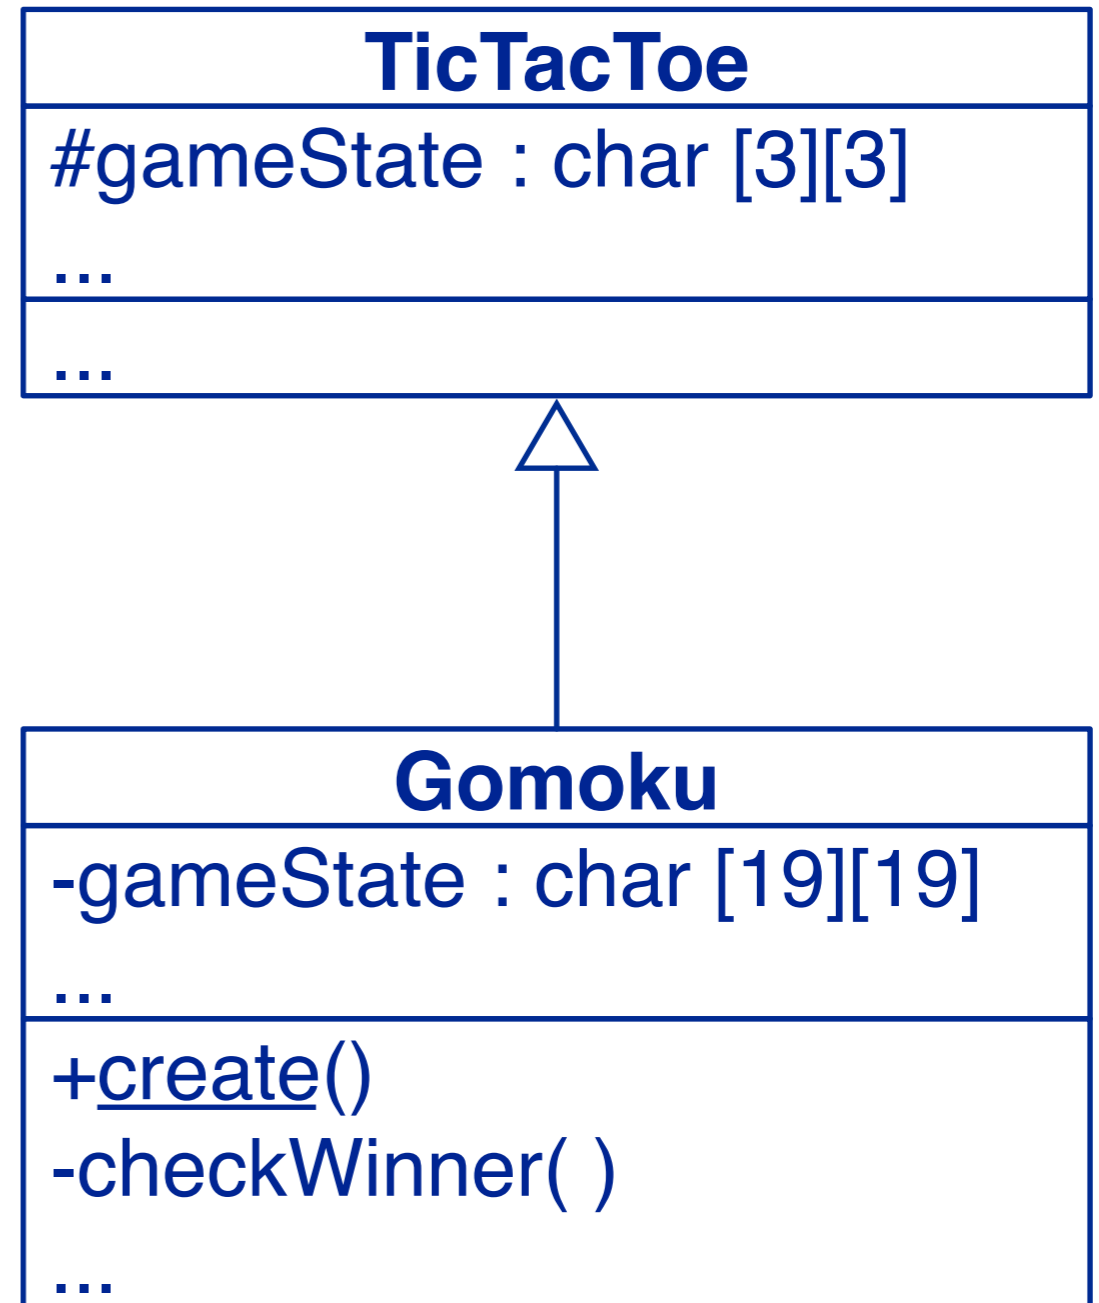 TicTacToe
#gameState : char [3][3]
...
...
Gomoku
-gameState : char [19][19]
...
+create()
-checkWinner( )
...